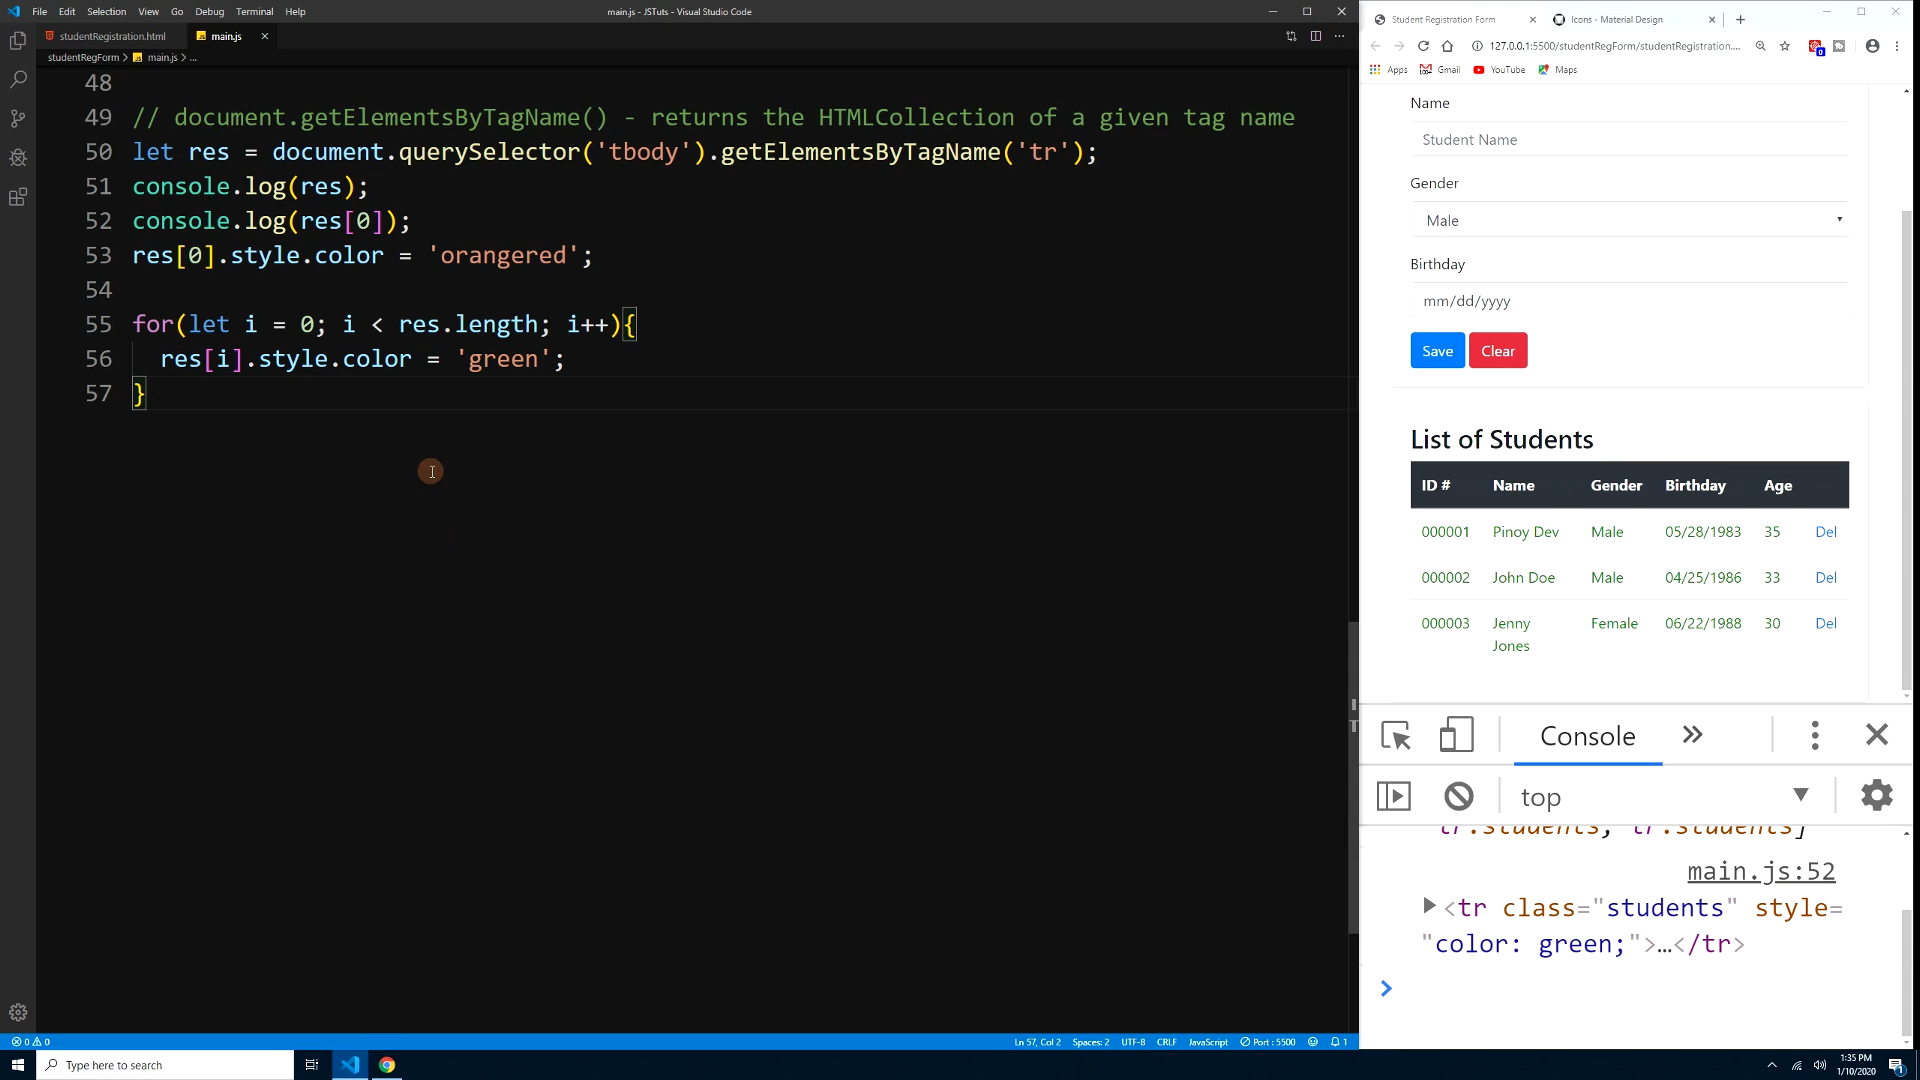 File Edit Selection View Go Debug Terminal Help
main.js - JSTuts - Visual Studio Code
studentRegistration.html main.js
studentRegForm > main.js > ...
48
49 // document.getElementsByTagName() - returns the HTMLCollection of a given tag name
50 let res = document.querySelector('tbody').getElementsByTagName('tr');
51 console.log(res);
52 console.log(res[0]);
53 res[0].style.color = 'orangered';
54
55 for(let i = 0; i < res.length; i++){
56 res[i].style.color = 'green';
57 }
0 0
Ln 57, Col 2 Spaces: 2 UTF-8 CRLF JavaScript Port : 5500 1
Student Registration Form Icons - Material Design
127.0.0.1:5500/studentRegForm/studentRegistration....
Apps Gmail YouTube Maps
Name
Student Name
Gender
Male
Birthday
mm/dd/yyyy
Save Clear
List of Students
ID # Name Gender Birthday Age
000001 Pinoy Dev Male 05/28/1983 35 Del
000002 John Doe Male 04/25/1986 33 Del
000003 Jenny Jones Female 06/22/1988 30 Del
Console
top
tr.students, tr.students]
main.js:52
<tr class="students" style=
"color: green;">…</tr>
Type here to search
1:35 PM
1/10/2020